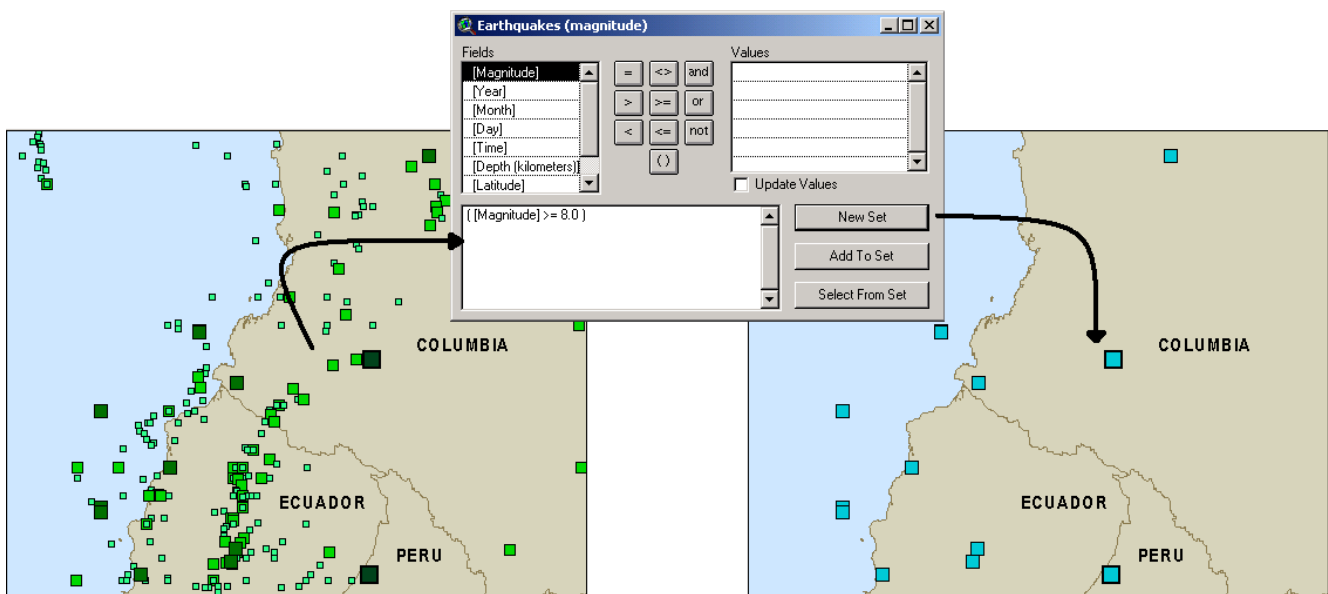 Earthquakes (magnitude)
Fields
Values
[Magnitude]
[Year]
[Month]
[Day]
[Time]
[Depth (kilometers)]
[Latitude]
= <> and
> >= or
< <= not
( )
Update Values
( [Magnitude] >= 8.0 )
New Set
Add To Set
Select From Set
COLUMBIA
ECUADOR
PERU
COLUMBIA
ECUADOR
PERU